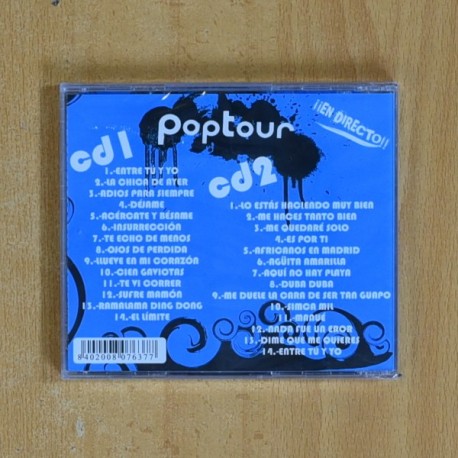 Poptour
¡¡EN DIRECTO!!
cd1
1.-ENTRE TU Y YO
2.-LA CHICA DE AYER
3.-ADIOS PARA SIEMPRE
4.-DÉJAME
5.-ACÉRCATE Y BÉSAME
6.-INSURRECCIÓN
7.-TE ECHO DE MENOS
8.-OJOS DE PERDIDA
9.-LLUEVE EN MI CORAZÓN
10.-CIEN GAVIOTAS
11.-TE VI CORRER
12.-SUFRE MAMÓN
13.-RAMALAMA DING DONG
14.-EL LÍMITE
cd2
1.-LO ESTÁS HACIENDO MUY BIEN
2.-ME HACES TANTO BIEN
3.-ME QUEDARÉ SOLO
4.-ES POR TI
5.-AFRICANOS EN MADRID
6.-AGÜITA AMARILLA
7.-AQUÍ NO HAY PLAYA
8.-DUBA DUBA
9.-ME DUELE LA CARA DE SER TAN GUAPO
10.-SIMCA MIL
11.-MANUÉ
12.-NADA FUE UN EROR
13.-DIME QUE ME QUIERES
14.-ENTRE TÚ Y YO
8402008076377